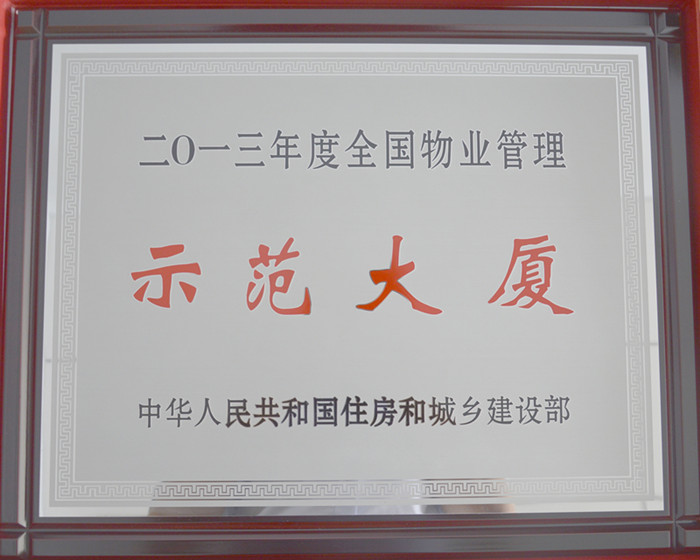 二〇一三年度全国物业管理
示范大厦
中华人民共和国住房和城乡建设部